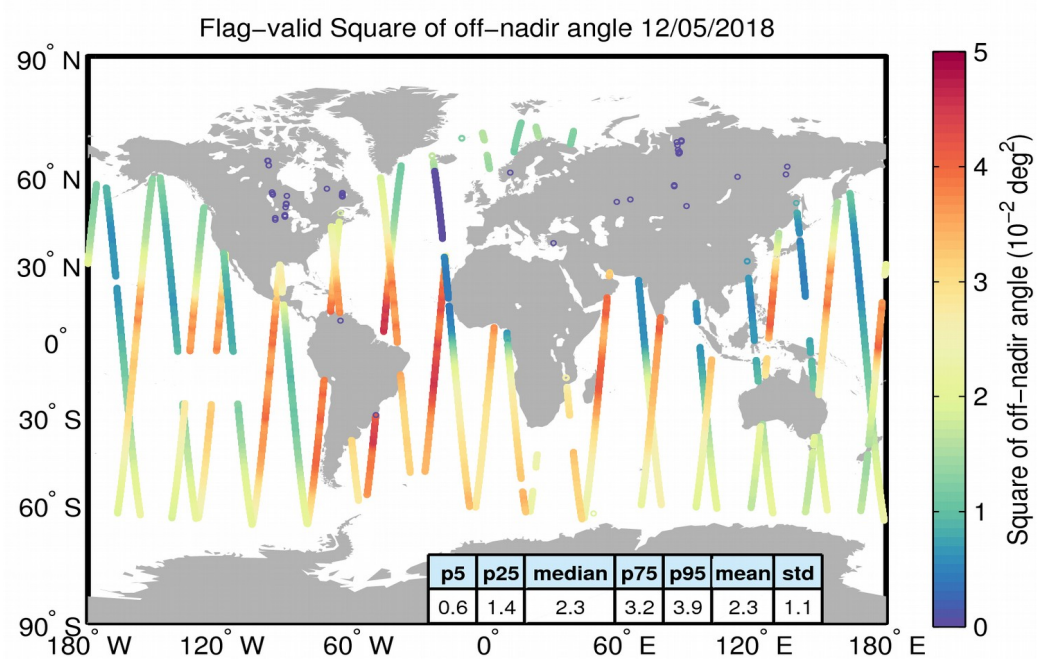 Flag−valid Square of off−nadir angle 12/05/2018
90° N
60° N
30° N
0°
30° S
60° S
90° S
180° W
120° W
60° W
0°
60° E
120° E
180° E
p5 p25 median p75 p95 mean std
0.6 1.4 2.3 3.2 3.9 2.3 1.1
5
4
3
2
1
0
Square of off−nadir angle (10⁻² deg²)